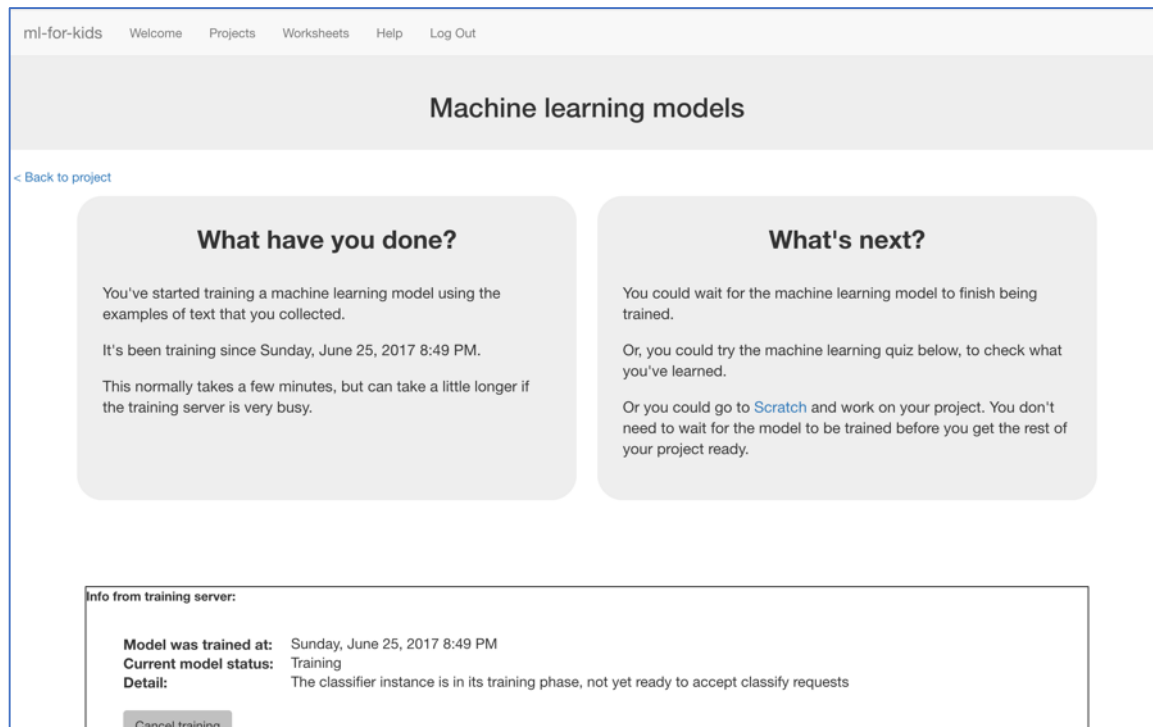 ml-for-kids Welcome Projects Worksheets Help Log Out
Machine learning models
< Back to project
What have you done?
You've started training a machine learning model using the
examples of text that you collected.
It's been training since Sunday, June 25, 2017 8:49 PM.
This normally takes a few minutes, but can take a little longer if
the training server is very busy.
What's next?
You could wait for the machine learning model to finish being
trained.
Or, you could try the machine learning quiz below, to check what
you've learned.
Or you could go to Scratch and work on your project. You don't
need to wait for the model to be trained before you get the rest of
your project ready.
Info from training server:
Model was trained at: Sunday, June 25, 2017 8:49 PM
Current model status: Training
Detail: The classifier instance is in its training phase, not yet ready to accept classify requests
Cancel training